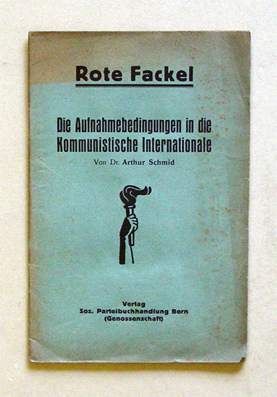 Rote Fackel
Die Aufnahmebedingungen in die
Kommunistische Internationale
Von Dr. Arthur Schmid
Verlag
Soz. Parteibuchhandlung Bern
(Genossenschaft)